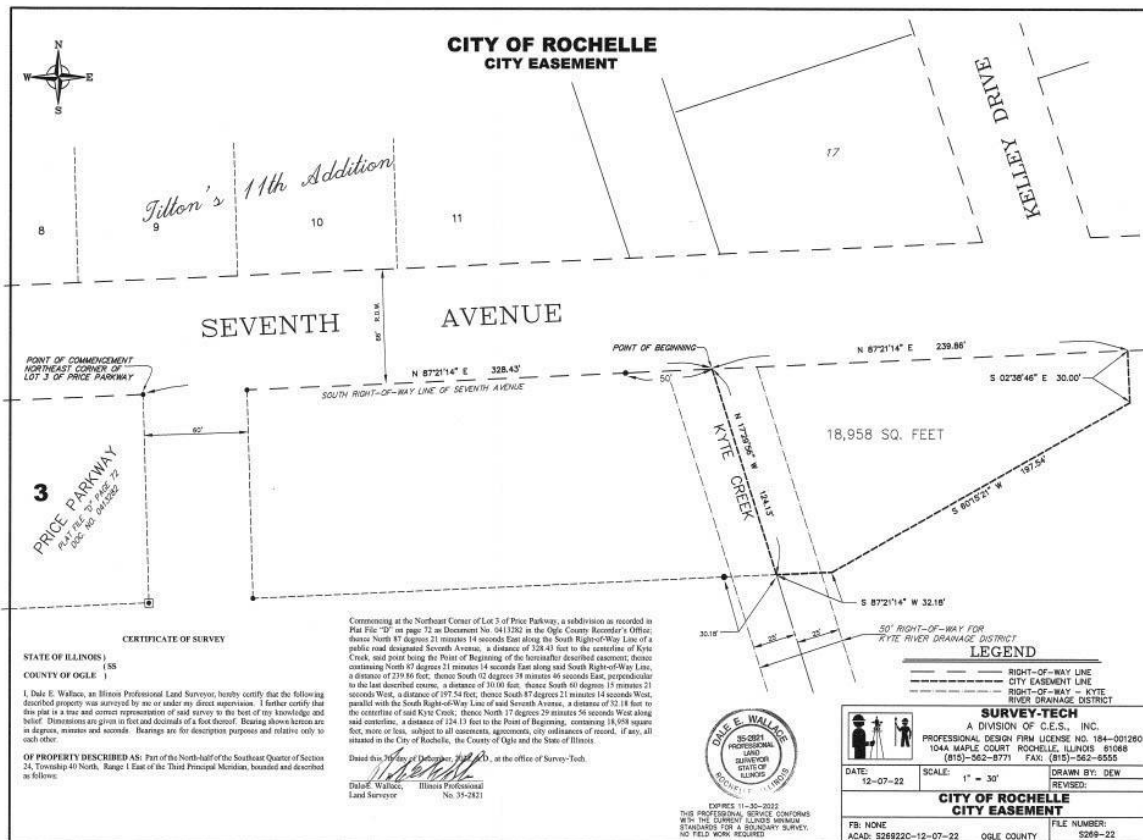 CITY OF ROCHELLE
CITY EASEMENT
N
W E
S
KELLEY DRIVE
17
Tilton's 11th Addition
8
9
10
11
66' R.O.W.
SEVENTH AVENUE
POINT OF COMMENCEMENT
NORTHEAST CORNER OF
LOT 3 OF PRICE PARKWAY
N 87°21'14" E 328.43'
SOUTH RIGHT-OF-WAY LINE OF SEVENTH AVENUE
POINT OF BEGINNING
50'
N 87°21'14" E 239.86'
S 02°38'46" E 30.00'
60'
18,958 SQ. FEET
N 17°29'56" W 124.13'
KYTE CREEK
S 60°15'21" W 197.54'
3
PRICE PARKWAY
PLAT FILE "D" PAGE 72
DOC. NO. 0413282
S 87°21'14" W 32.18'
30.18'
25'
25'
50' RIGHT-OF-WAY FOR
KYTE RIVER DRAINAGE DISTRICT
CERTIFICATE OF SURVEY
STATE OF ILLINOIS )
( SS
COUNTY OF OGLE )
I, Dale E. Wallace, an Illinois Professional Land Surveyor, hereby certify that the following
described property was surveyed by me or under my direct supervision. I further certify that
this plat is a true and correct representation of said survey to the best of my knowledge and
belief. Dimensions are given in feet and decimals of a foot thereof. Bearing shown hereon are
in degrees, minutes and seconds. Bearings are for description purposes and relative only to
each other.
OF PROPERTY DESCRIBED AS: Part of the North-half of the Southeast Quarter of Section
24, Township 40 North, Range 1 East of the Third Principal Meridian, bounded and described
as follows:
Commencing at the Northeast Corner of Lot 3 of Price Parkway, a subdivision as recorded in
Plat File "D" on page 72 as Document No. 0413282 in the Ogle County Recorder's Office;
thence North 87 degrees 21 minutes 14 seconds East along the South Right-of-Way Line of a
public road designated Seventh Avenue, a distance of 328.43 feet to the centerline of Kyte
Creek, said point being the Point of Beginning of the hereinafter described easement; thence
continuing North 87 degrees 21 minutes 14 seconds East along said South Right-of-Way Line,
a distance of 239.86 feet; thence South 02 degrees 38 minutes 46 seconds East, perpendicular
to the last described course, a distance of 30.00 feet; thence South 60 degrees 15 minutes 21
seconds West, a distance of 197.54 feet; thence South 87 degrees 21 minutes 14 seconds West,
parallel with the South Right-of-Way Line of said Seventh Avenue, a distance of 32.18 feet to
the centerline of said Kyte Creek; thence North 17 degrees 29 minutes 56 seconds West along
said centerline, a distance of 124.13 feet to the Point of Beginning, containing 18,958 square
feet, more or less, subject to all easements, agreements, city ordinances of record, if any, all
situated in the City of Rochelle, the County of Ogle and the State of Illinois.
Dated this 7th day of December, 2022, A.D., at the office of Survey-Tech.
Dale E. Wallace, Illinois Professional
Land Surveyor No. 35-2821
DALE E. WALLACE
35-2821
PROFESSIONAL
LAND
SURVEYOR
STATE OF
ILLINOIS
ROCHELLE, ILLINOIS
EXPIRES 11-30-2022
THIS PROFESSIONAL SERVICE CONFORMS
WITH THE CURRENT ILLINOIS MINIMUM
STANDARDS FOR A BOUNDARY SURVEY.
NO FIELD WORK REQUIRED
LEGEND
RIGHT-OF-WAY LINE
CITY EASEMENT LINE
RIGHT-OF-WAY - KYTE
RIVER DRAINAGE DISTRICT
SURVEY-TECH
A DIVISION OF C.E.S., INC.
PROFESSIONAL DESIGN FIRM LICENSE NO. 184-001260
104A MAPLE COURT ROCHELLE, ILLINOIS 61068
(815)-562-8771 FAX: (815)-562-6555
DATE: 12-07-22
SCALE: 1" = 30'
DRAWN BY: DEW
REVISED:
CITY OF ROCHELLE
CITY EASEMENT
FB: NONE
ACAD: S26922C-12-07-22 OGLE COUNTY
FILE NUMBER:
S269-22